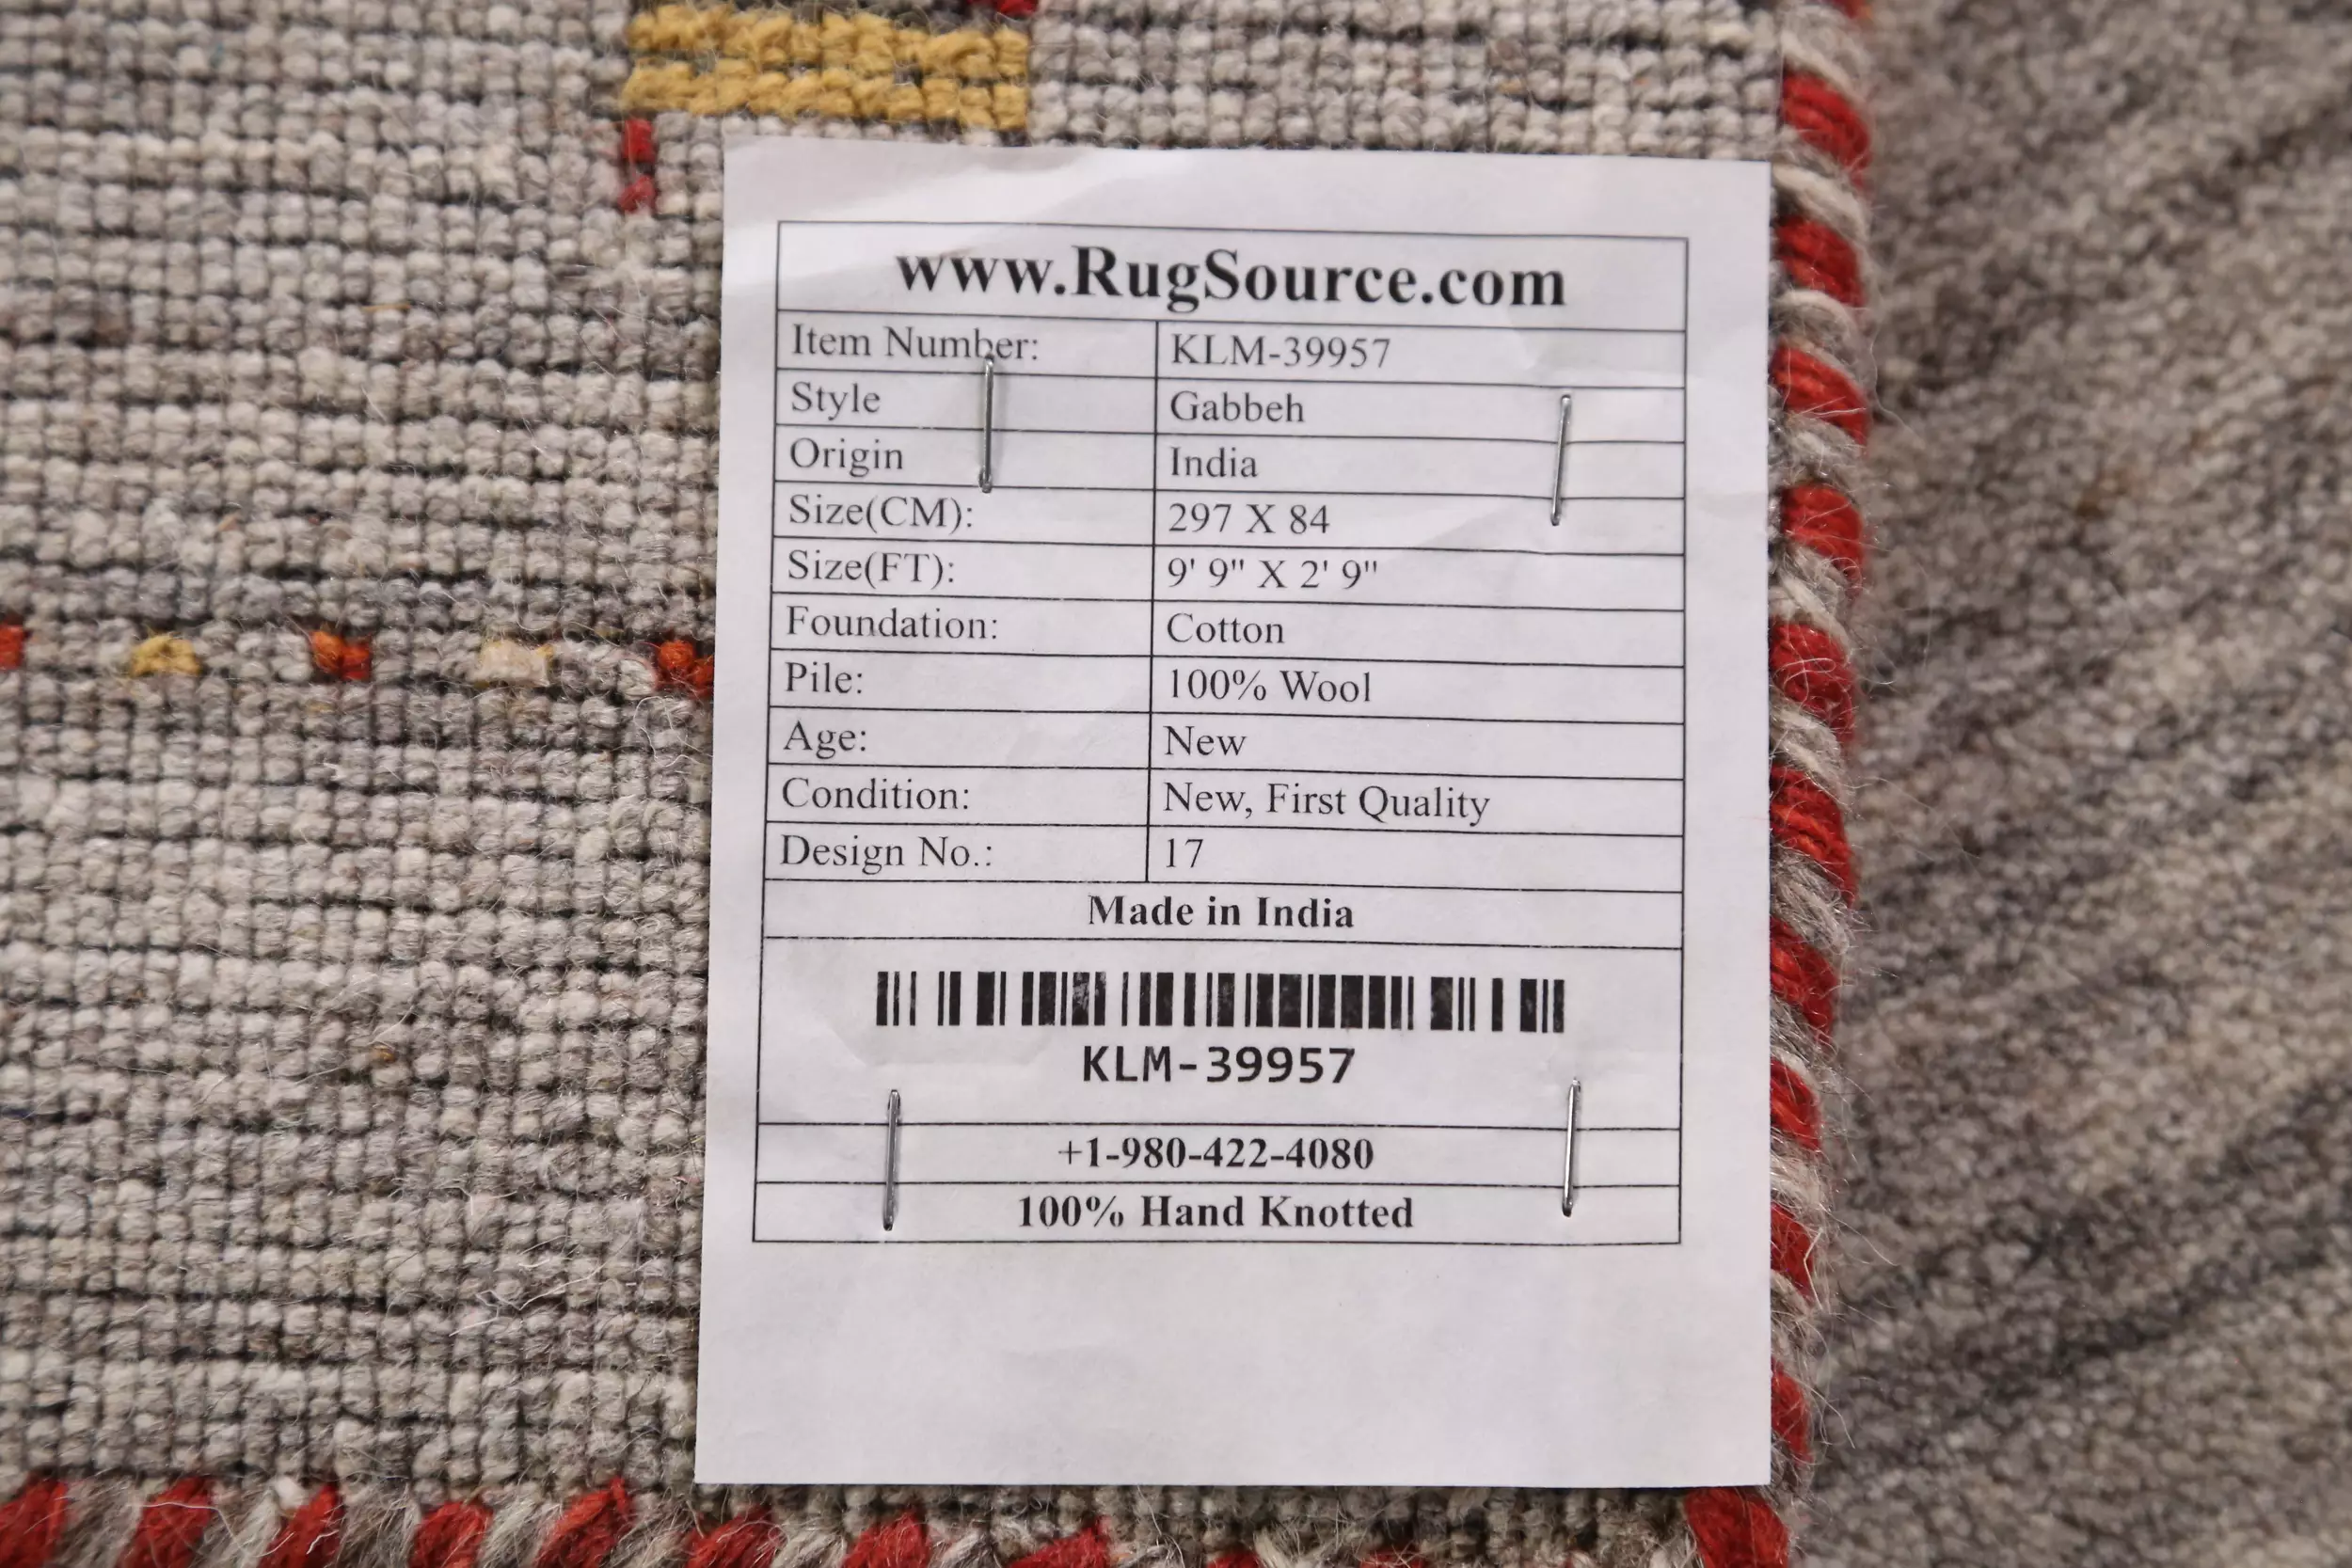 www.RugSource.com
Item Number: KLM-39957
Style Gabbeh
Origin India
Size(CM): 297 X 84
Size(FT): 9' 9" X 2' 9"
Foundation: Cotton
Pile: 100% Wool
Age: New
Condition: New, First Quality
Design No.: 17
Made in India
KLM-39957
+1-980-422-4080
100% Hand Knotted